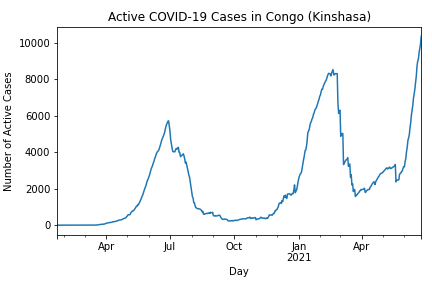 Active COVID-19 Cases in Congo (Kinshasa)
10000
8000
6000
4000
2000
0
Number of Active Cases
Apr
Jul
Oct
Jan
2021
Apr
Day